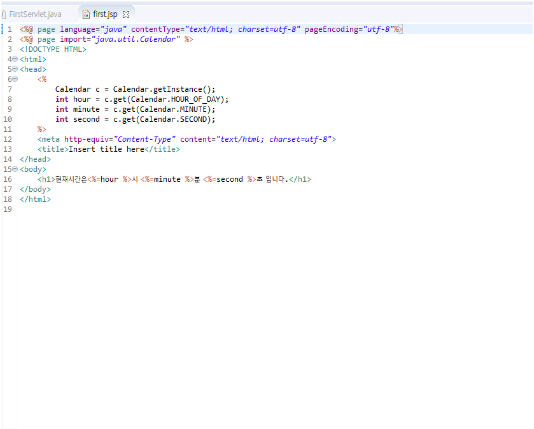 FirstServlet.java first.jsp
1 <%@ page language="java" contentType="text/html; charset=utf-8" pageEncoding="utf-8"%>
2 <%@ page import="java.util.Calendar" %>
3 <!DOCTYPE HTML>
4 <html>
5 <head>
6 <%
7 Calendar c = Calendar.getInstance();
8 int hour = c.get(Calendar.HOUR_OF_DAY);
9 int minute = c.get(Calendar.MINUTE);
10 int second = c.get(Calendar.SECOND);
11 %>
12 <meta http-equiv="Content-Type" content="text/html; charset=utf-8">
13 <title>Insert title here</title>
14 </head>
15 <body>
16 <h1>현재시간은<%=hour %>시 <%=minute %>분 <%=second %>초 입니다.</h1>
17 </body>
18 </html>
19